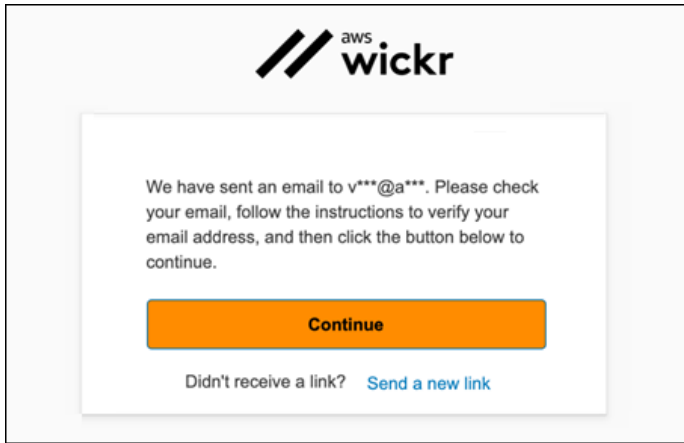 aws
wickr
We have sent an email to v***@a***. Please check
your email, follow the instructions to verify your
email address, and then click the button below to
continue.
Continue
Didn't receive a link? Send a new link